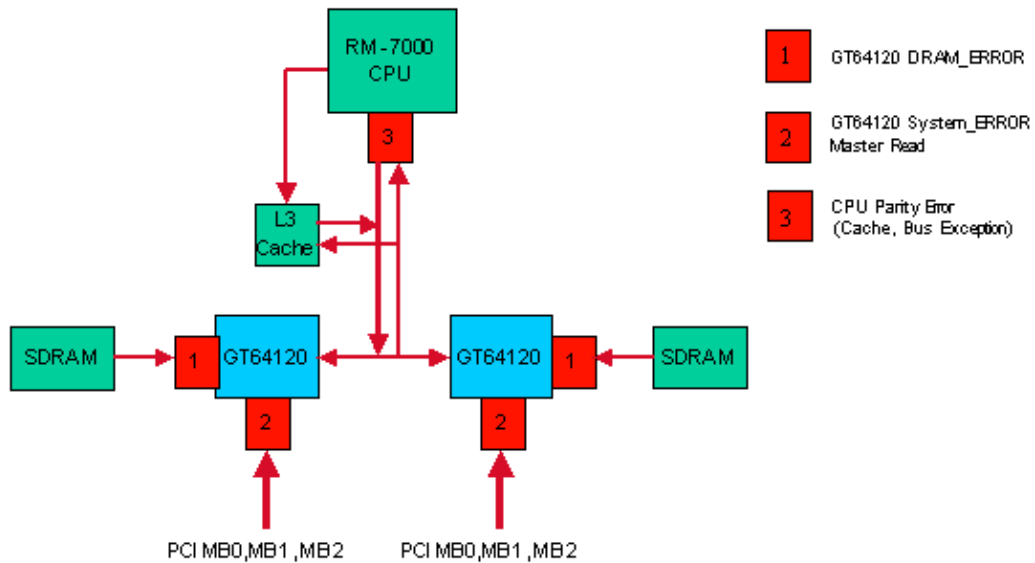 RM-7000
CPU
3
L3
Cache
SDRAM
1
GT64120
2
GT64120
1
2
SDRAM
PCI MB0,MB1,MB2
PCI MB0,MB1,MB2
1
GT64120 DRAM_ERROR
2
GT64120 System_ERROR
Master Read
3
CPU Parity Error
(Cache, Bus Exception)